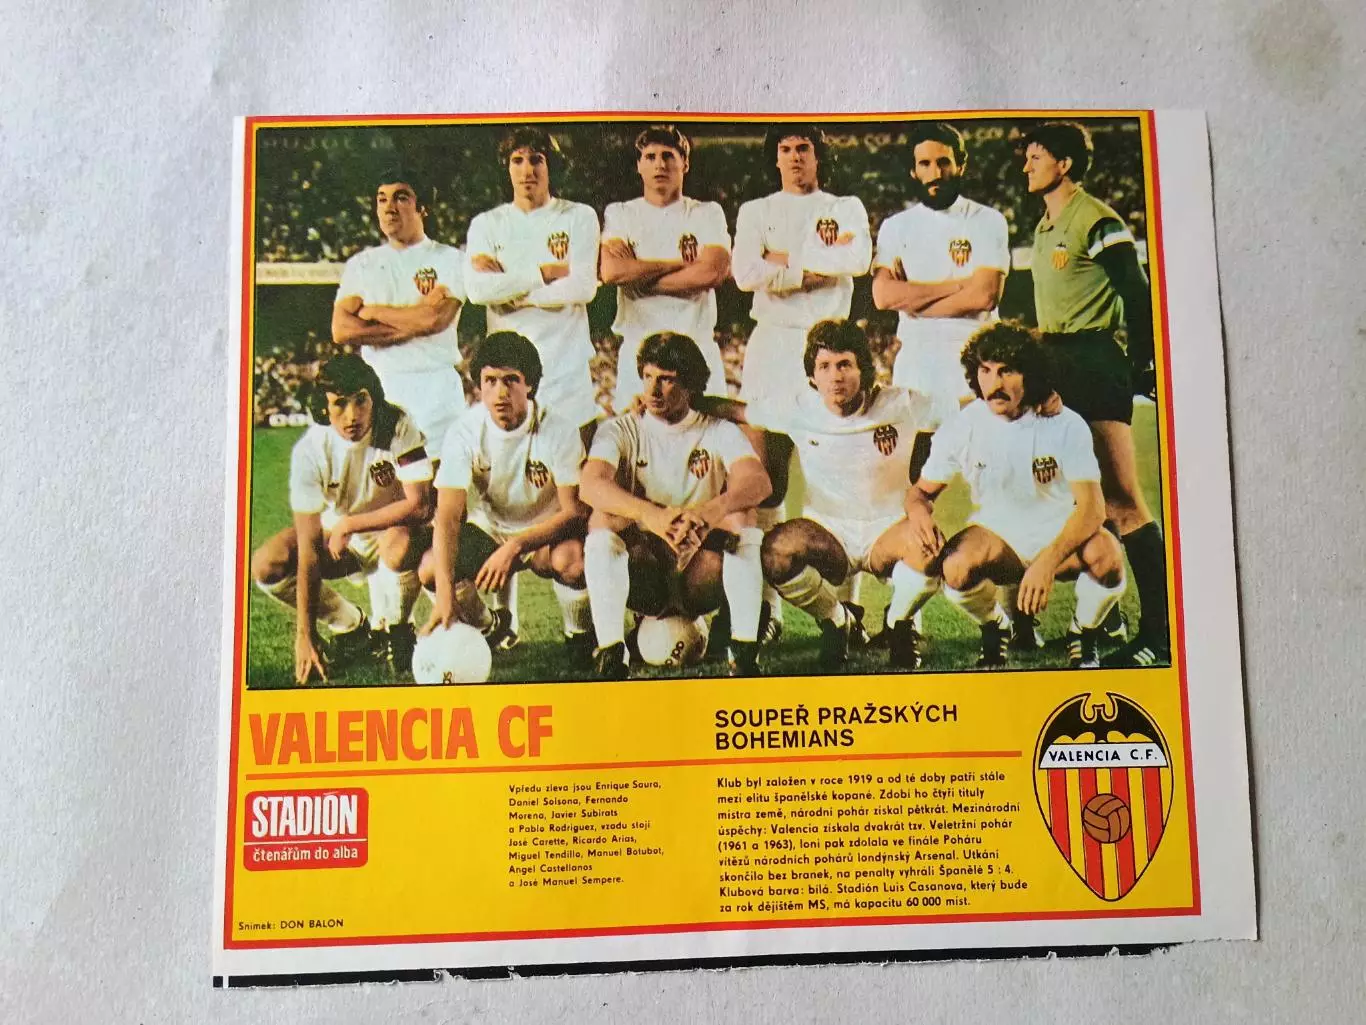 VALENCIA CF
SOUPEŘ PRAŽSKÝCH
BOHEMIANS
STADIÓN
čtenářům do alba
Vpředu zleva jsou Enrique Saura,
Daniel Solsona, Fernando
Morena, Javier Subirats
a Pablo Rodriguez, vzadu stojí
José Carette, Ricardo Arias,
Miguel Tendillo, Manuel Botubot,
Angel Castellanos
a José Manuel Sempere.
Klub byl založen v roce 1919 a od té doby patří stále
mezi elitu španělské kopané. Zdobí ho čtyři tituly
mistra země, národní pohár získal pětkrát. Mezinárodní
úspěchy: Valencia získala dvakrát tzv. Veletržní pohár
(1961 a 1963), loni pak zdolala ve finále Poháru
vítězů národních pohárů londýnský Arsenal. Utkání
skončilo bez branek, na penalty vyhráli Španělé 5 : 4.
Klubová barva: bílá. Stadión Luis Casanova, který bude
za rok dějištěm MS, má kapacitu 60 000 míst.
VALENCIA C.F.
Snímek: DON BALON